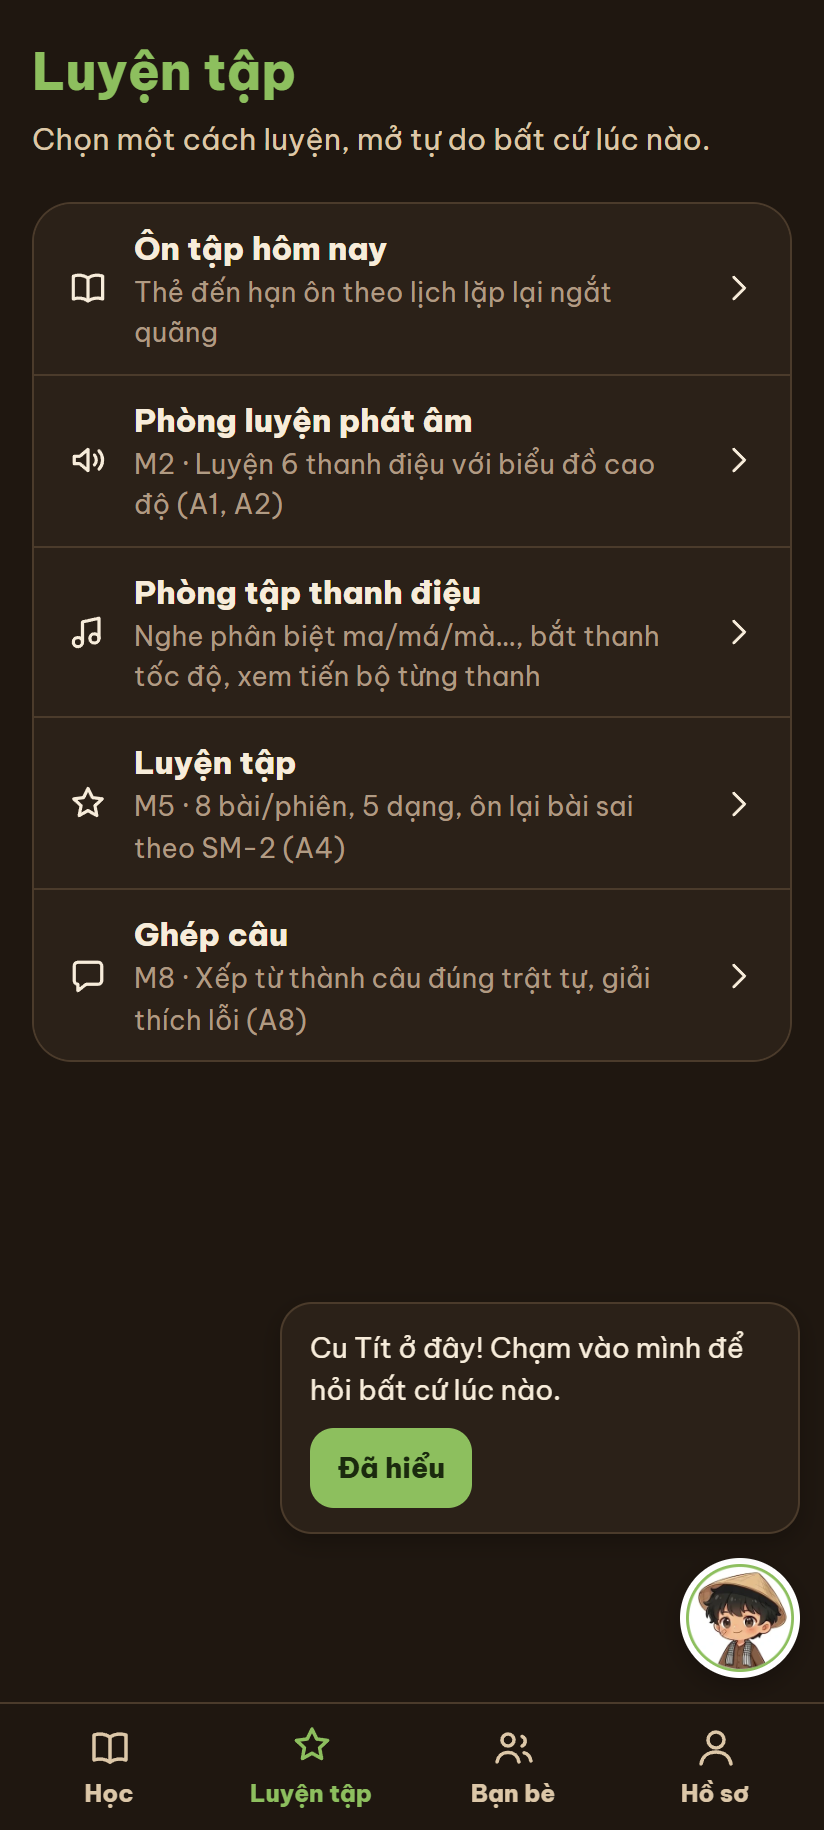 Luyện tập
Chọn một cách luyện, mở tự do bất cứ lúc nào.
Ôn tập hôm nay
Thẻ đến hạn ôn theo lịch lặp lại ngắt
quãng
Phòng luyện phát âm
M2 · Luyện 6 thanh điệu với biểu đồ cao
độ (A1, A2)
Phòng tập thanh điệu
Nghe phân biệt ma/má/mà..., bắt thanh
tốc độ, xem tiến bộ từng thanh
Luyện tập
M5 · 8 bài/phiên, 5 dạng, ôn lại bài sai
theo SM-2 (A4)
Ghép câu
M8 · Xếp từ thành câu đúng trật tự, giải
thích lỗi (A8)
Cu Tít ở đây! Chạm vào mình để
hỏi bất cứ lúc nào.
Đã hiểu
Học
Luyện tập
Bạn bè
Hồ sơ